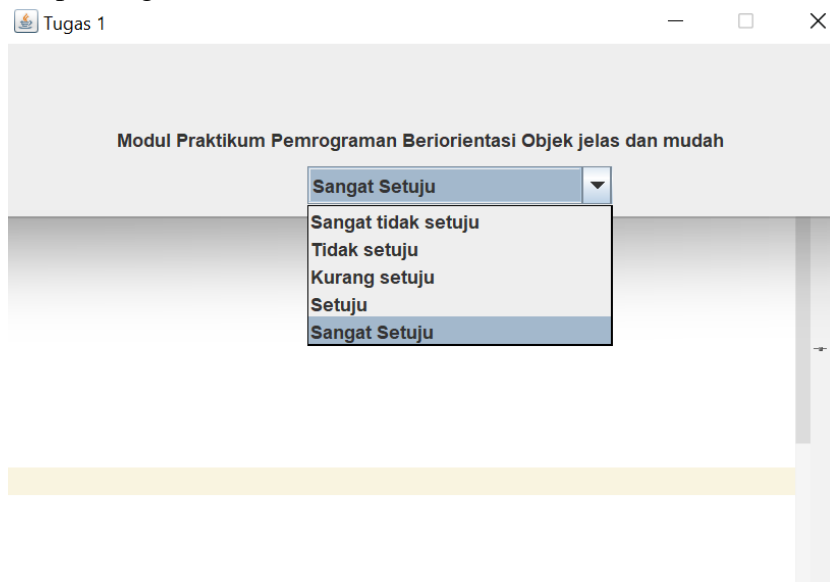 Tugas 1
Modul Praktikum Pemrograman Beriorientasi Objek jelas dan mudah
Sangat Setuju
Sangat tidak setuju
Tidak setuju
Kurang setuju
Setuju
Sangat Setuju